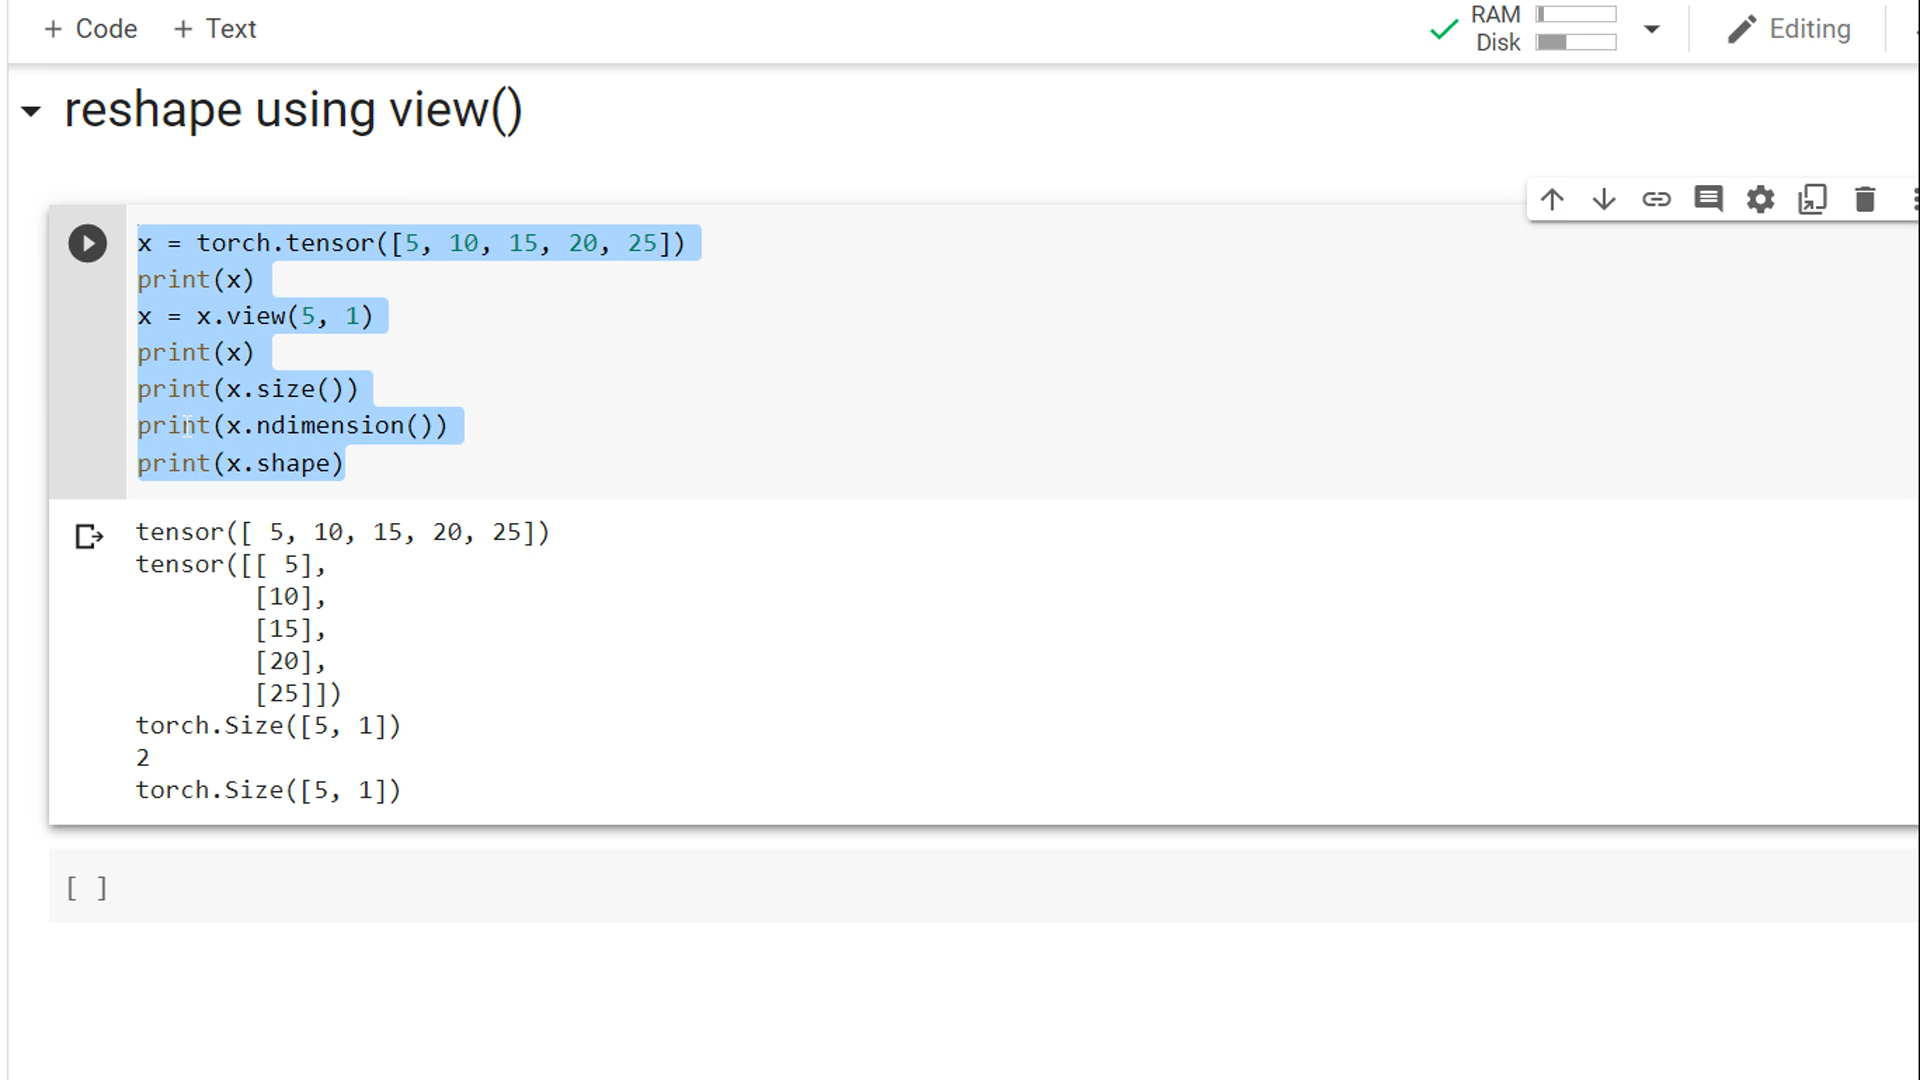 + Code + Text
RAM
Disk
Editing
reshape using view()
x = torch.tensor([5, 10, 15, 20, 25])
print(x)
x = x.view(5, 1)
print(x)
print(x.size())
print(x.ndimension())
print(x.shape)
tensor([ 5, 10, 15, 20, 25])
tensor([[ 5],
        [10],
        [15],
        [20],
        [25]])
torch.Size([5, 1])
2
torch.Size([5, 1])
[ ]